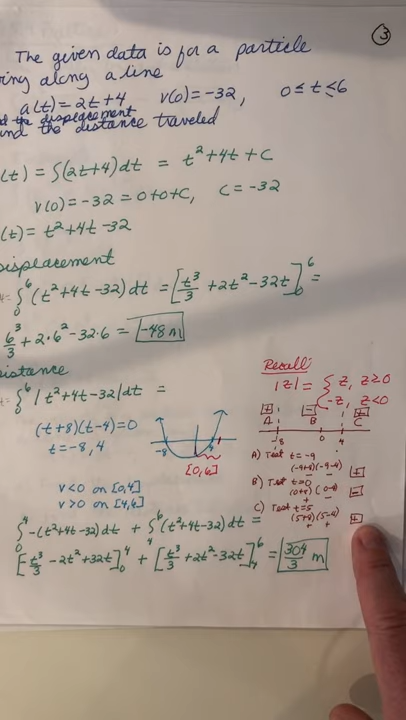 ③
The given data is for a particle
ving along a line
a(t) = 2t + 4   v(0) = -32,   0 ≤ t ≤ 6
nd the displacement
and the distance traveled
(t) = ∫(2t+4)dt = t² + 4t + C
v(0) = -32 = 0+0+C,   C = -32
(t) = t² + 4t - 32
isplacement
= ∫₀⁶ (t²+4t-32) dt = [t³/3 + 2t² - 32t]₀⁶ =
6³/3 + 2·6² - 32·6 = -48 m
istance
= ∫₀⁶ |t²+4t-32| dt =
(t+8)(t-4) = 0
t = -8, 4
-8 4
[0,6]
v<0 on [0,4]
v>0 on [4,6]
∫₀⁴ -(t²+4t-32)dt + ∫₄⁶ (t²+4t-32)dt =
[-t³/3 - 2t² + 32t]₀⁴ + [t³/3 + 2t² - 32t]₄⁶ = 304/3 m
Recall:
|z| = { z, z≥0
-z, z<0
+ - +
A B C
-8 0 4
A) Test t=-9
(-9+8)(-9-4) +
- -
B) Test t=0
(0+8)(0-4) -
+ -
C) Test t=5
(5+8)(5-4) +
+